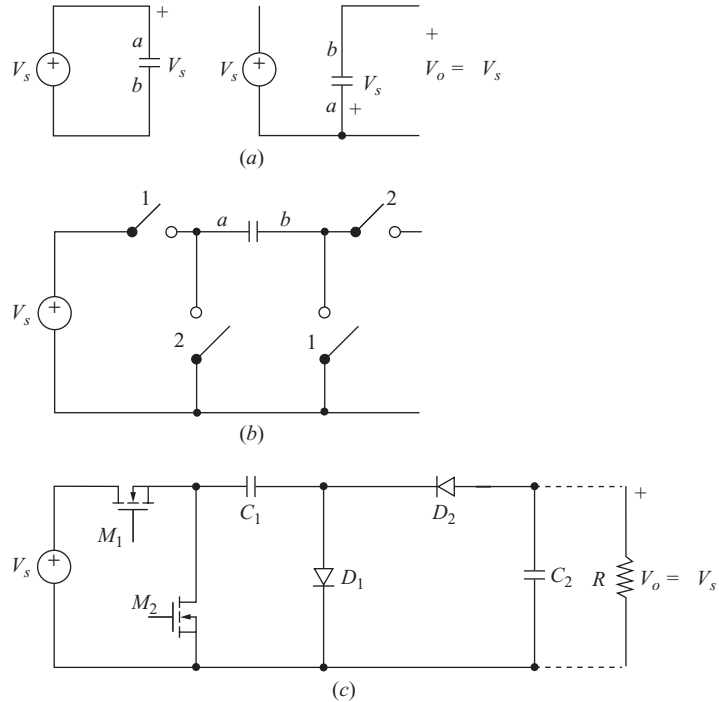 + +
a b
V_s + V_s V_s + V_s V_o = V_s
b a +
(a)
1 2
a b
V_s +
2 1
(b)
C_1 D_2 +
M_1
V_s + D_1 C_2 R V_o = V_s
M_2
(c)